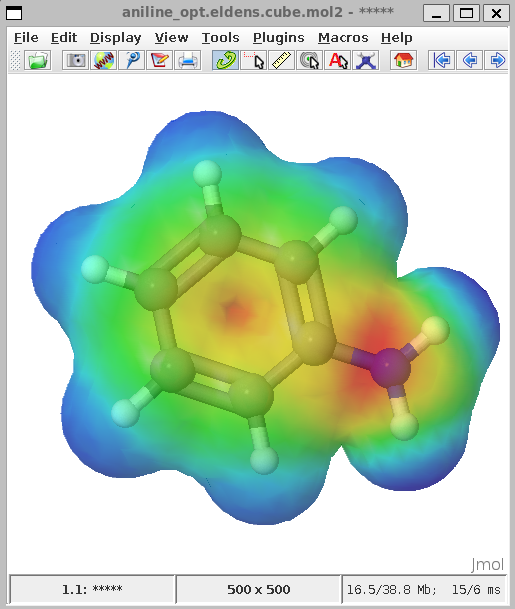 aniline_opt.eldens.cube.mol2 - *****
File Edit Display View Tools Plugins Macros Help
Jmol
1.1: ***** 500 x 500 16.5/38.8 Mb; 15/6 ms